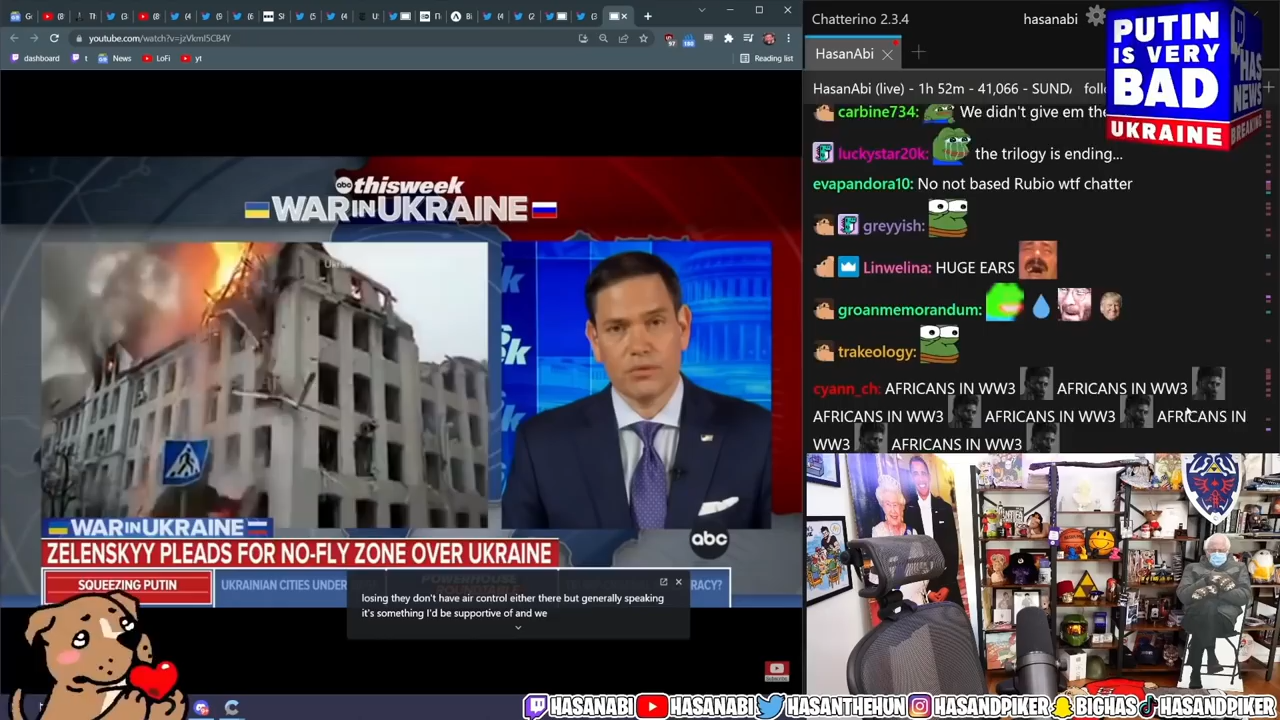 youtube.com/watch?v=jzVkmI5CB4Y
dashboard
t
News
LoFi
yt
Reading list
abc thisweek
WAR IN UKRAINE
WAR IN UKRAINE
ZELENSKYY PLEADS FOR NO-FLY ZONE OVER UKRAINE
abc
SQUEEZING PUTIN
UKRAINIAN CITIES UNDER
RACY?
losing they don't have air control either there but generally speaking
it's something I'd be supportive of and we
Chatterino 2.3.4
hasanabi
HasanAbi
HasanAbi (live) - 1h 52m - 41,066 - SUND
PUTIN
IS VERY
BAD
UKRAINE
HAS
NEWS
BREAKING
carbine734: We didn't give em the
luckystar20k: the trilogy is ending...
evapandora10: No not based Rubio wtf chatter
greyyish:
Linwelina: HUGE EARS
groanmemorandum:
trakeology:
cyann_ch: AFRICANS IN WW3 AFRICANS IN WW3
AFRICANS IN WW3 AFRICANS IN WW3 AFRICANS IN
WW3 AFRICANS IN WW3
HASANABI HASANABI HASANTHEHUN HASANDPIKER BIGHAS HASANDPIKER